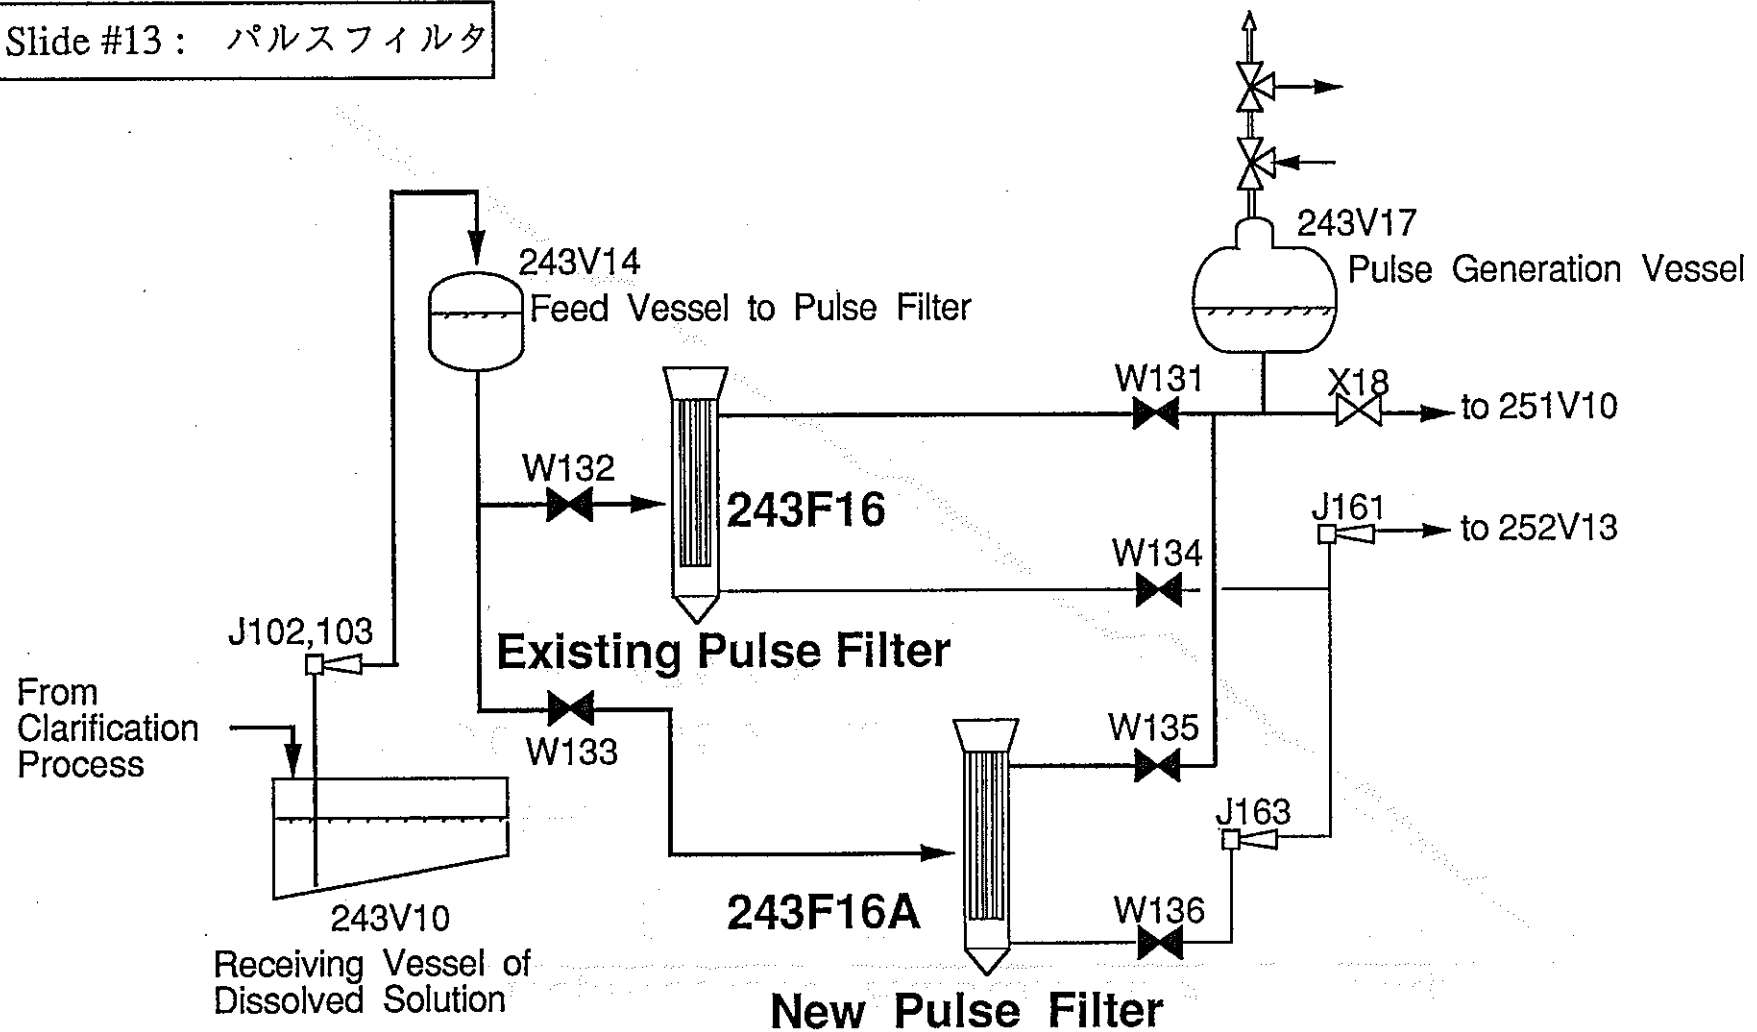 Slide #13 : パルスフィルタ
243V17
Pulse Generation Vessel
243V14
Feed Vessel to Pulse Filter
W131
X18
to 251V10
W132
243F16
J161
to 252V13
W134
J102,103
Existing Pulse Filter
From
Clarification
Process
W133
W135
J163
243F16A
W136
243V10
Receiving Vessel of
Dissolved Solution
New Pulse Filter